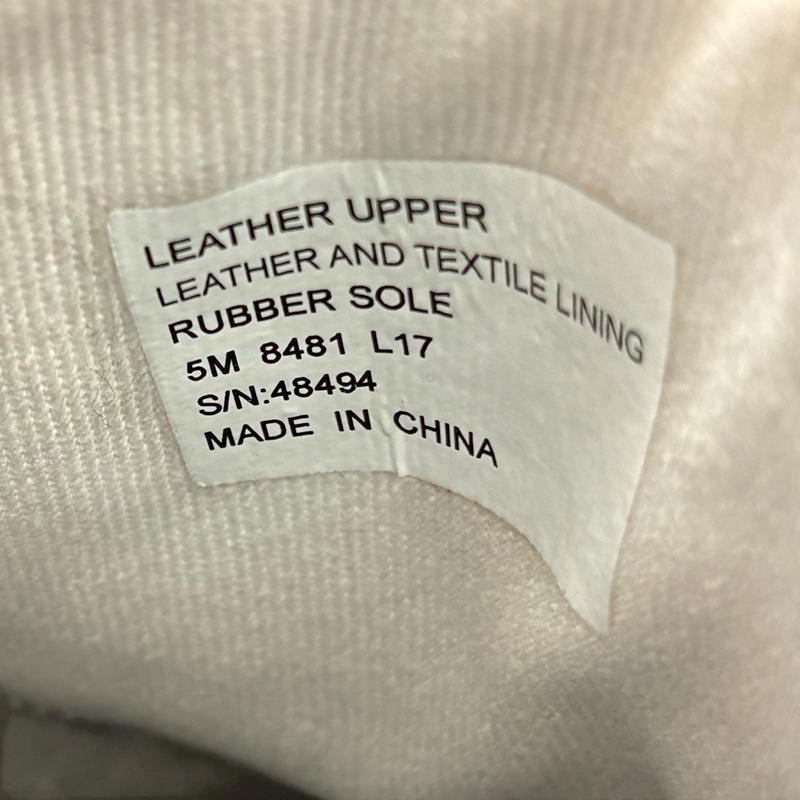 LEATHER UPPER
LEATHER AND TEXTILE LINING
RUBBER SOLE
5M 8481 L17
S/N:48494
MADE IN CHINA